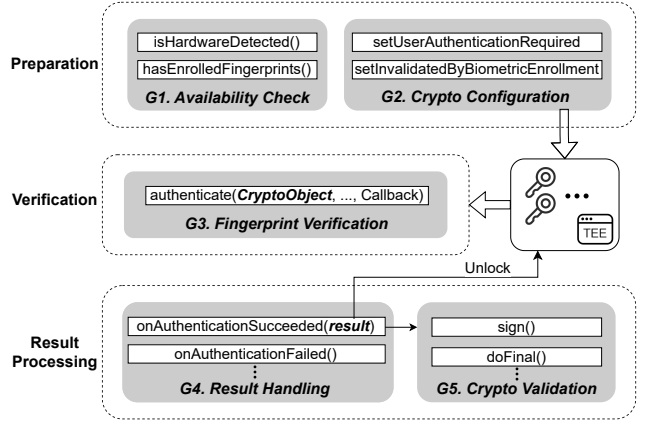 Preparation
isHardwareDetected()
hasEnrolledFingerprints()
G1. Availability Check
setUserAuthenticationRequired
setInvalidatedByBiometricEnrollment
G2. Crypto Configuration
Verification
authenticate(CryptoObject, ..., Callback)
G3. Fingerprint Verification
...
TEE
Unlock
Result
Processing
onAuthenticationSucceeded(result)
onAuthenticationFailed()
⋮
G4. Result Handling
sign()
doFinal()
⋮
G5. Crypto Validation